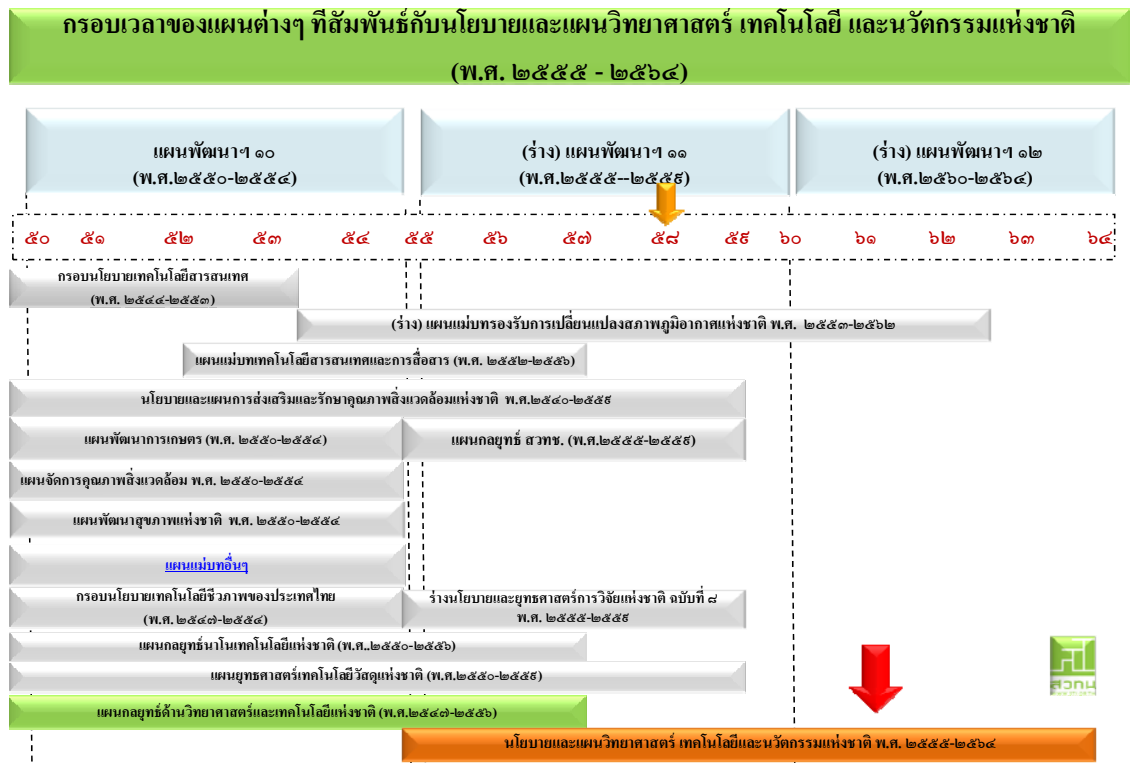 กรอบเวลาของแผนต่างๆ ที่สัมพันธ์กับนโยบายและแผนวิทยาศาสตร์ เทคโนโลยี และนวัตกรรมแห่งชาติ
(พ.ศ. ๒๕๕๕ - ๒๕๖๔)
แผนพัฒนาฯ ๑๐
(พ.ศ.๒๕๕๐-๒๕๕๔)
(ร่าง) แผนพัฒนาฯ ๑๑
(พ.ศ.๒๕๕๕--๒๕๕๙)
(ร่าง) แผนพัฒนาฯ ๑๒
(พ.ศ.๒๕๖๐-๒๕๖๔)
๕๐ ๕๑ ๕๒ ๕๓ ๕๔ ๕๕ ๕๖ ๕๗ ๕๘ ๕๙ ๖๐ ๖๑ ๖๒ ๖๓ ๖๔
กรอบนโยบายเทคโนโลยีสารสนเทศ
(พ.ศ. ๒๕๔๔-๒๕๕๓)
(ร่าง) แผนแม่บทรองรับการเปลี่ยนแปลงสภาพภูมิอากาศแห่งชาติ พ.ศ. ๒๕๕๓-๒๕๖๒
แผนแม่บทเทคโนโลยีสารสนเทศและการสื่อสาร (พ.ศ. ๒๕๕๒-๒๕๕๖)
นโยบายและแผนการส่งเสริมและรักษาคุณภาพสิ่งแวดล้อมแห่งชาติ พ.ศ.๒๕๔๐-๒๕๕๙
แผนพัฒนาการเกษตร (พ.ศ. ๒๕๕๐-๒๕๕๔)
แผนกลยุทธ์ สวทช. (พ.ศ.๒๕๕๕-๒๕๕๙)
แผนจัดการคุณภาพสิ่งแวดล้อม พ.ศ. ๒๕๕๐-๒๕๕๔
แผนพัฒนาสุขภาพแห่งชาติ พ.ศ. ๒๕๕๐-๒๕๕๔
แผนแม่บทอื่นๆ
กรอบนโยบายเทคโนโลยีชีวภาพของประเทศไทย
(พ.ศ. ๒๕๔๗-๒๕๕๔)
ร่างนโยบายและยุทธศาสตร์การวิจัยแห่งชาติ ฉบับที่ ๘
พ.ศ. ๒๕๕๕-๒๕๕๙
แผนกลยุทธ์นาโนเทคโนโลยีแห่งชาติ (พ.ศ..๒๕๕๐-๒๕๕๖)
แผนยุทธศาสตร์เทคโนโลยีวัสดุแห่งชาติ (พ.ศ.๒๕๕๐-๒๕๕๙)
สวทน
แผนกลยุทธ์ด้านวิทยาศาสตร์และเทคโนโลยีแห่งชาติ (พ.ศ.๒๕๔๗-๒๕๕๖)
นโยบายและแผนวิทยาศาสตร์ เทคโนโลยีและนวัตกรรมแห่งชาติ พ.ศ. ๒๕๕๕-๒๕๖๔